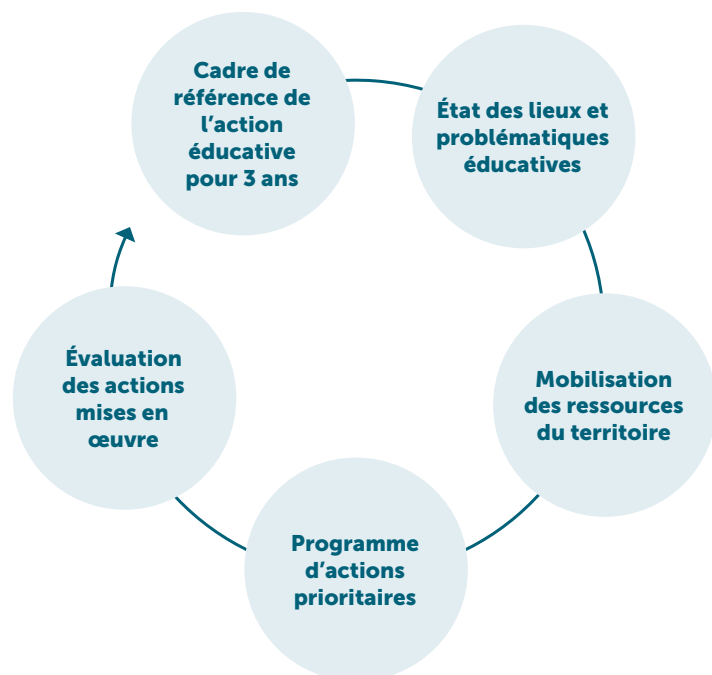 Cadre de
référence de
l’action
éducative
pour 3 ans
État des lieux et
problématiques
éducatives
Mobilisation
des ressources
du territoire
Programme
d’actions
prioritaires
Évaluation
des actions
mises en
œuvre